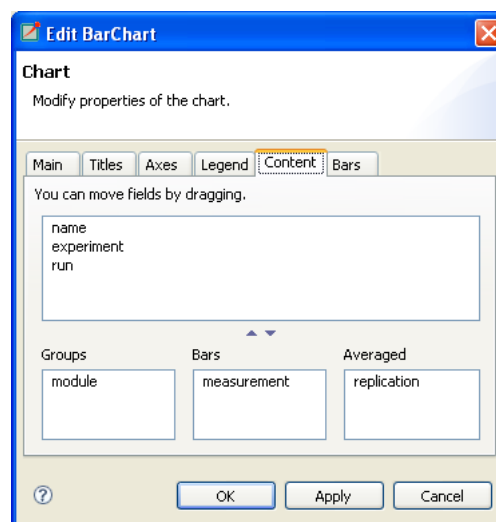 Edit BarChart
Chart
Modify properties of the chart.
Main Titles Axes Legend Content Bars
You can move fields by dragging.
name
experiment
run
Groups Bars Averaged
module measurement replication
? OK Apply Cancel